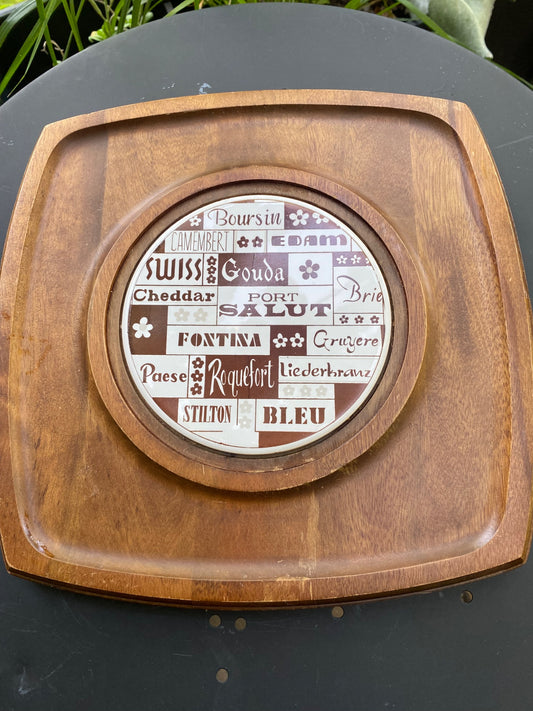 Boursin
CAMEMBERT EDAM
SWISS Gouda
Cheddar PORT SALUT Brie
FONTINA Gruyere
Paese Roquefort Liederkranz
STILTON BLEU